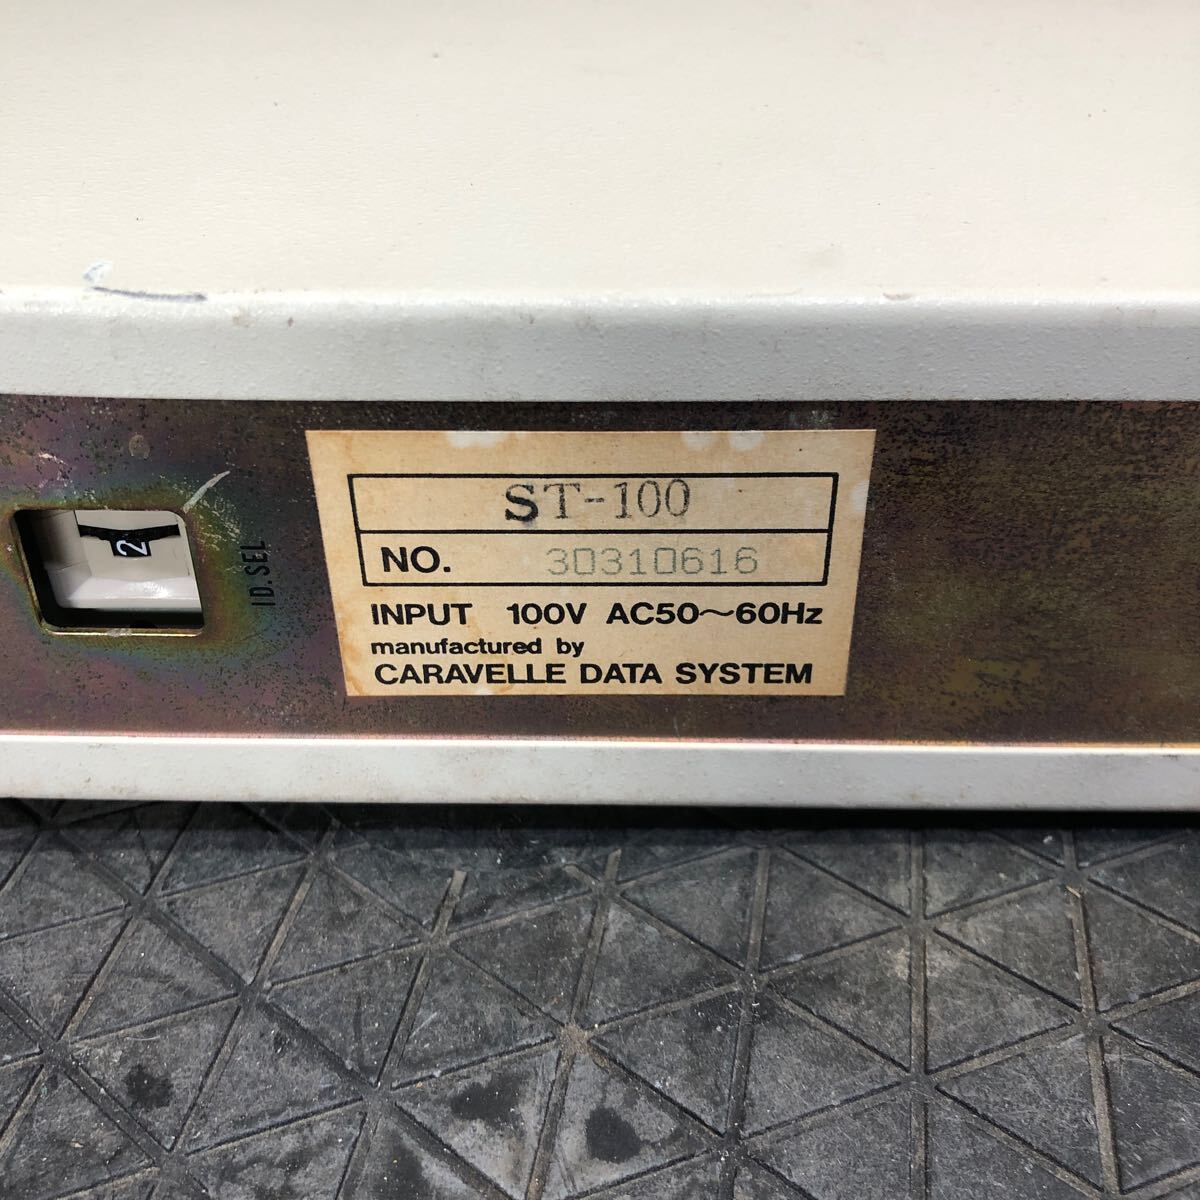 ST-100
NO. 30310616
INPUT 100V AC50~60Hz
manufactured by
CARAVELLE DATA SYSTEM
2
ID.SEL